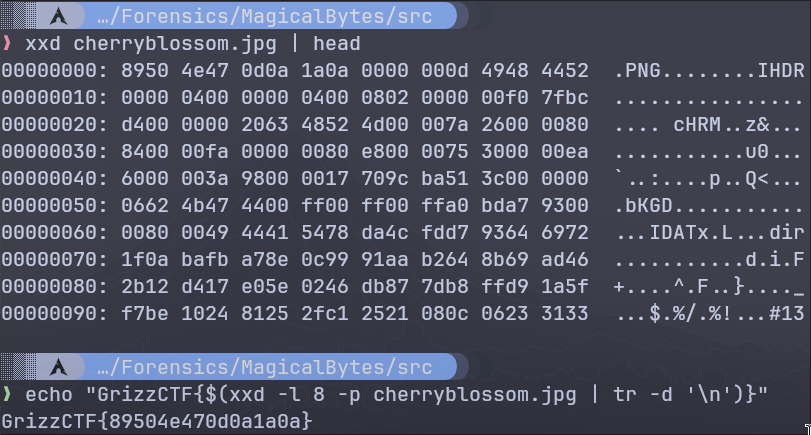 …/Forensics/MagicalBytes/src
❯ xxd cherryblossom.jpg | head
00000000: 8950 4e47 0d0a 1a0a 0000 000d 4948 4452  .PNG........IHDR
00000010: 0000 0400 0000 0400 0802 0000 00f0 7fbc  ................
00000020: d400 0000 2063 4852 4d00 007a 2600 0080  .... cHRM..z&...
00000030: 8400 00fa 0000 0080 e800 0075 3000 00ea  ...........u0...
00000040: 6000 003a 9800 0017 709c ba51 3c00 0000  `..:....p..Q<...
00000050: 0662 4b47 4400 ff00 ff00 ffa0 bda7 9300  .bKGD...........
00000060: 0080 0049 4441 5478 da4c fdd7 9364 6972  ...IDATx.L...dir
00000070: 1f0a bafb a78e 0c99 91aa b264 8b69 ad46  ...........d.i.F
00000080: 2b12 d417 e05e 0246 db87 7db8 ffd9 1a5f  +....^.F..}...._
00000090: f7be 1024 8125 2fc1 2521 080c 0623 3133  ...$.%/.%!...#13
…/Forensics/MagicalBytes/src
❯ echo "GrizzCTF{$(xxd -l 8 -p cherryblossom.jpg | tr -d '\n')}"
GrizzCTF{89504e470d0a1a0a}